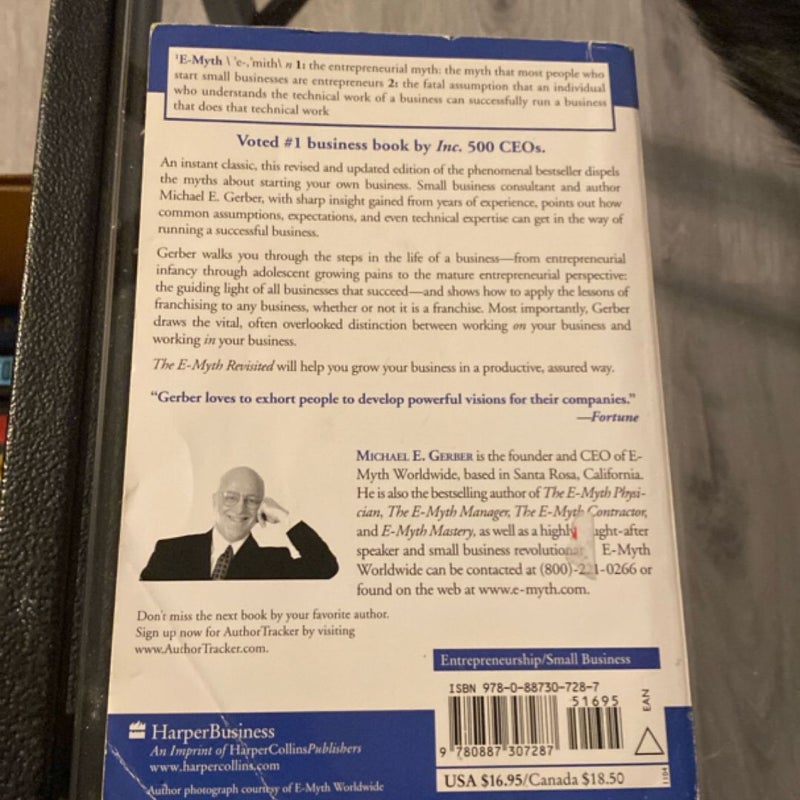 ¹E-Myth \ 'e-,'mith\ n 1: the entrepreneurial myth: the myth that most people who
start small businesses are entrepreneurs 2: the fatal assumption that an individual
who understands the technical work of a business can successfully run a business
that does that technical work
Voted #1 business book by Inc. 500 CEOs.
An instant classic, this revised and updated edition of the phenomenal bestseller dispels
the myths about starting your own business. Small business consultant and author
Michael E. Gerber, with sharp insight gained from years of experience, points out how
common assumptions, expectations, and even technical expertise can get in the way of
running a successful business.
Gerber walks you through the steps in the life of a business—from entrepreneurial
infancy through adolescent growing pains to the mature entrepreneurial perspective:
the guiding light of all businesses that succeed—and shows how to apply the lessons of
franchising to any business, whether or not it is a franchise. Most importantly, Gerber
draws the vital, often overlooked distinction between working on your business and
working in your business.
The E-Myth Revisited will help you grow your business in a productive, assured way.
“Gerber loves to exhort people to develop powerful visions for their companies.”
—Fortune
MICHAEL E. GERBER is the founder and CEO of E-
Myth Worldwide, based in Santa Rosa, California.
He is also the bestselling author of The E-Myth Physi-
cian, The E-Myth Manager, The E-Myth Contractor,
and E-Myth Mastery, as well as a highly ught-after
speaker and small business revolutionar E-Myth
Worldwide can be contacted at (800)-2 1-0266 or
found on the web at www.e-myth.com.
Don't miss the next book by your favorite author.
Sign up now for AuthorTracker by visiting
www.AuthorTracker.com.
Entrepreneurship/Small Business
ISBN 978-0-88730-728-7
51695
EAN
9 780887 307287
USA $16.95/Canada $18.50
1104
HarperBusiness
An Imprint of HarperCollinsPublishers
www.harpercollins.com
Author photograph courtesy of E-Myth Worldwide